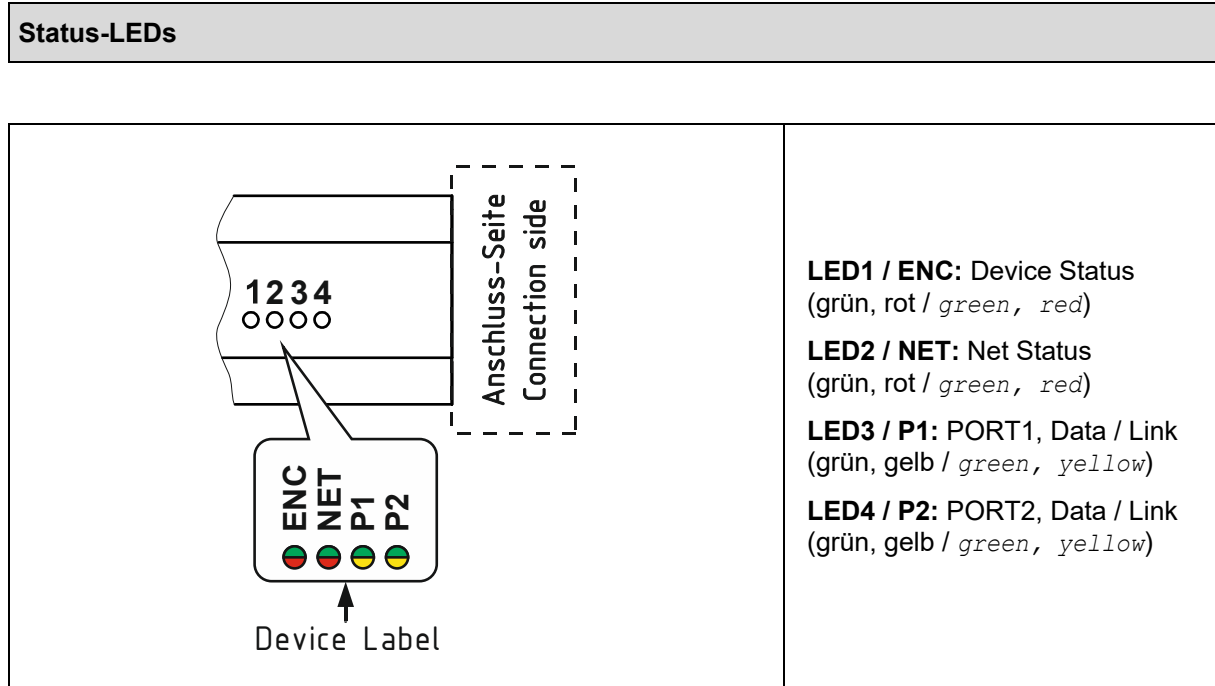 Status-LEDs
Anschluss-Seite
Connection side
1234
ENC
NET
P1
P2
Device Label
LED1 / ENC: Device Status
(grün, rot / green, red)
LED2 / NET: Net Status
(grün, rot / green, red)
LED3 / P1: PORT1, Data / Link
(grün, gelb / green, yellow)
LED4 / P2: PORT2, Data / Link
(grün, gelb / green, yellow)